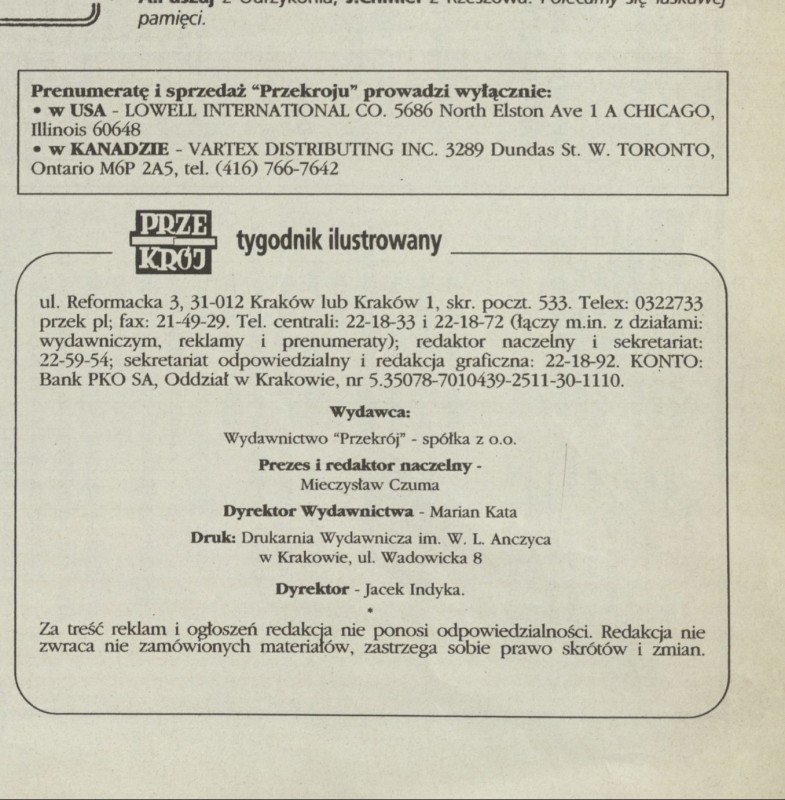 z Odrzykonia, J.Chmiel z Rzeszowa. Polecamy się łaskawej
pamięci.
Prenumeratę i sprzedaż “Przekroju” prowadzi wyłącznie:
• w USA - LOWELL INTERNATIONAL CO. 5686 North Elston Ave 1 A CHICAGO,
Illinois 60648
• w KANADZIE - VARTEX DISTRIBUTING INC. 3289 Dundas St. W. TORONTO,
Ontario M6P 2A5, tel. (416) 766-7642
PRZE
KRÓJ
tygodnik ilustrowany
ul. Reformacka 3, 31-012 Kraków lub Kraków 1, skr. poczt. 533. Telex: 0322733
przek pl; fax: 21-49-29. Tel. centrali: 22-18-33 i 22-18-72 (łączy m.in. z działami:
wydawniczym, reklamy i prenumeraty); redaktor naczelny i sekretariat:
22-59-54; sekretariat odpowiedzialny i redakcja graficzna: 22-18-92. KONTO:
Bank PKO SA, Oddział w Krakowie, nr 5.35078-7010439-2511-30-1110.
Wydawca:
Wydawnictwo “Przekrój” - spółka z o.o.
Prezes i redaktor naczelny -
Mieczysław Czuma
Dyrektor Wydawnictwa - Marian Kata
Druk: Drukarnia Wydawnicza im. W. L. Anczyca
w Krakowie, ul. Wadowicka 8
Dyrektor - Jacek Indyka.
*
Za treść reklam i ogłoszeń redakcja nie ponosi odpowiedzialności. Redakcja nie
zwraca nie zamówionych materiałów, zastrzega sobie prawo skrótów i zmian.